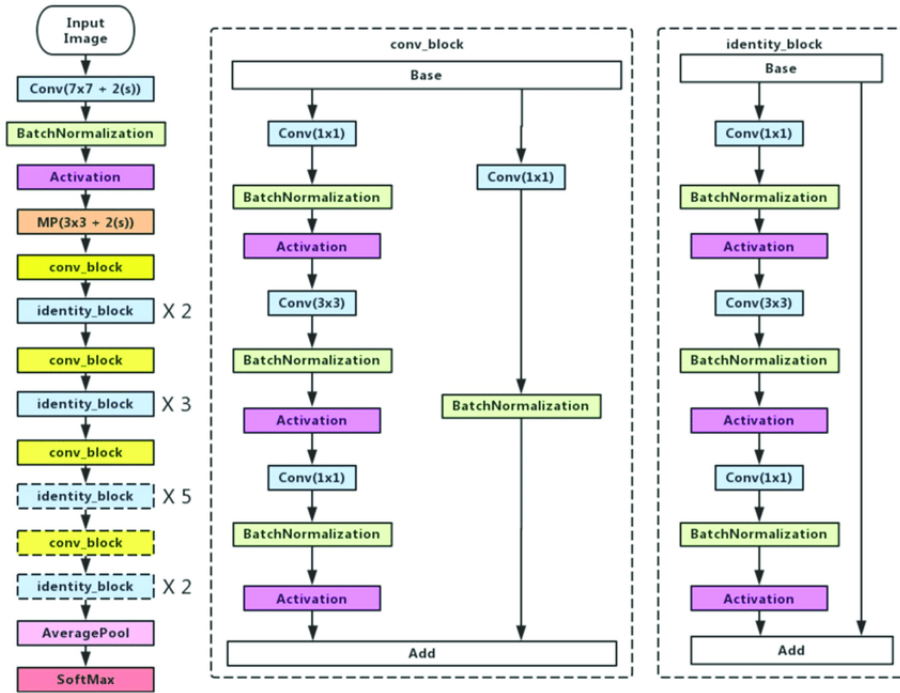 Input
Image
Conv(7x7 + 2(s))
BatchNormalization
Activation
MP(3x3 + 2(s))
conv_block
identity_block X 2
conv_block
identity_block X 3
conv_block
identity_block X 5
conv_block
identity_block X 2
AveragePool
SoftMax
conv_block
Base
Conv(1x1)
BatchNormalization
Activation
Conv(3x3)
BatchNormalization
Activation
Conv(1x1)
BatchNormalization
Activation
Conv(1x1)
BatchNormalization
Add
identity_block
Base
Conv(1x1)
BatchNormalization
Activation
Conv(3x3)
BatchNormalization
Activation
Conv(1x1)
BatchNormalization
Activation
Add